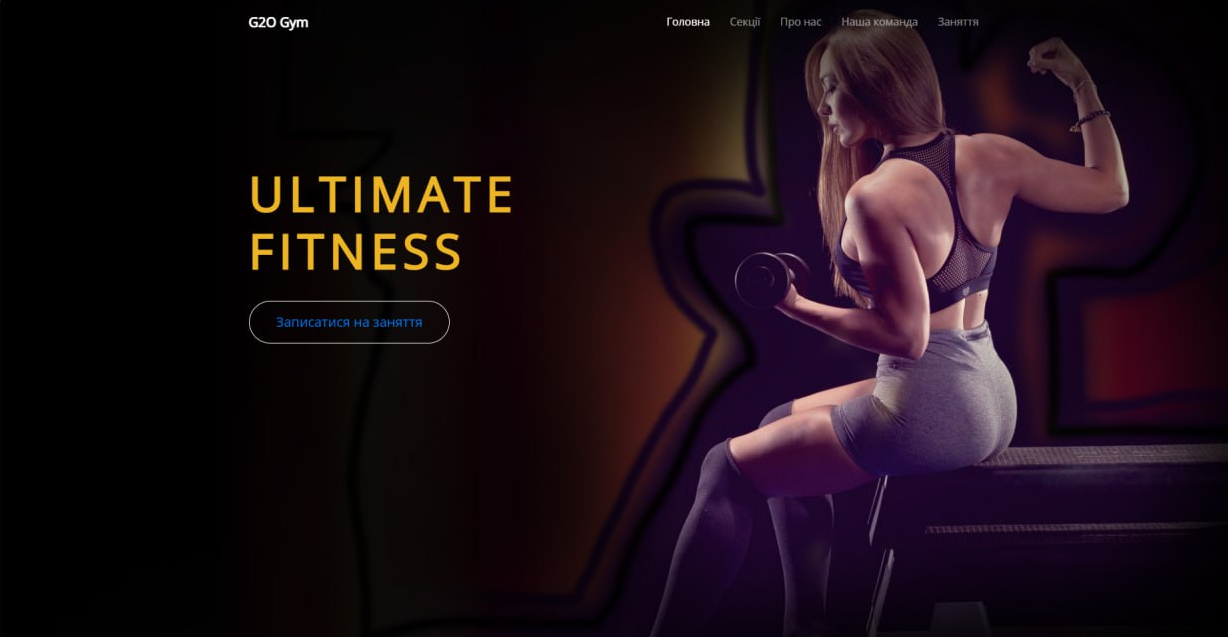 G2O Gym
Головна Секції Про нас Наша команда Заняття
ULTIMATE
FITNESS
Записатися на заняття